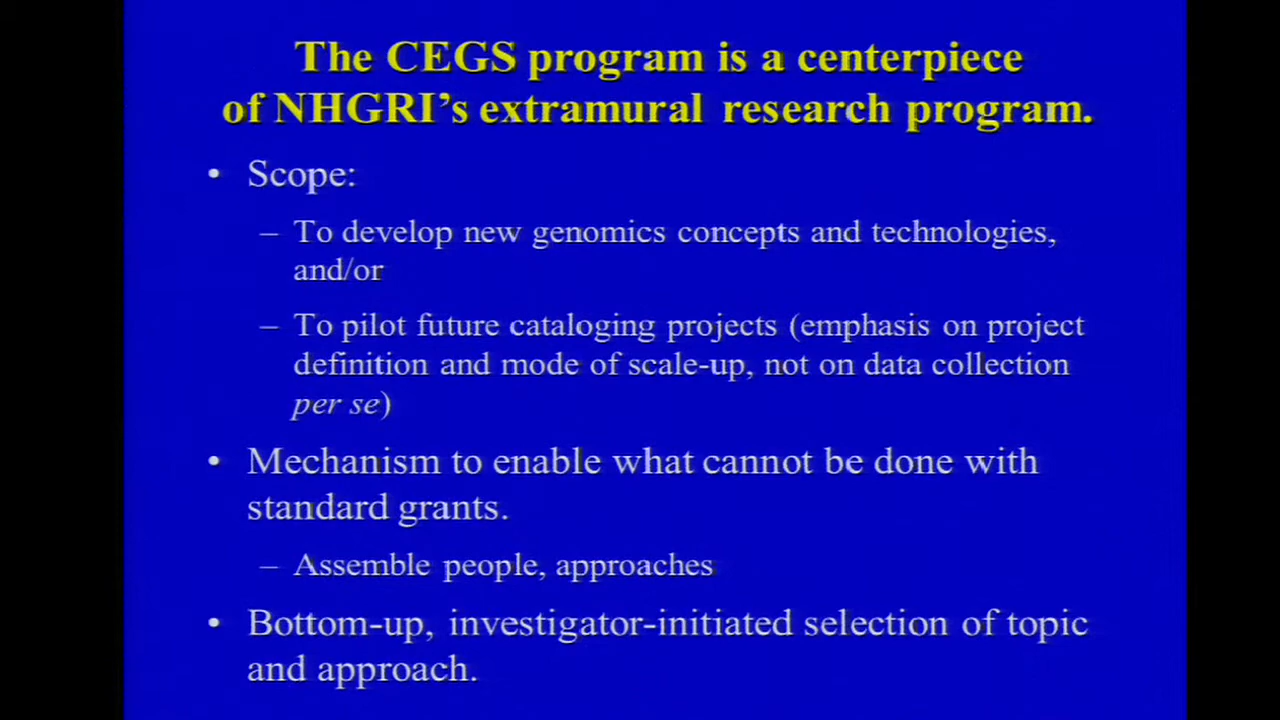 The CEGS program is a centerpiece
of NHGRI's extramural research program.
• Scope:
– To develop new genomics concepts and technologies,
and/or
– To pilot future cataloging projects (emphasis on project
definition and mode of scale-up, not on data collection
per se)
• Mechanism to enable what cannot be done with
standard grants.
– Assemble people, approaches
• Bottom-up, investigator-initiated selection of topic
and approach.